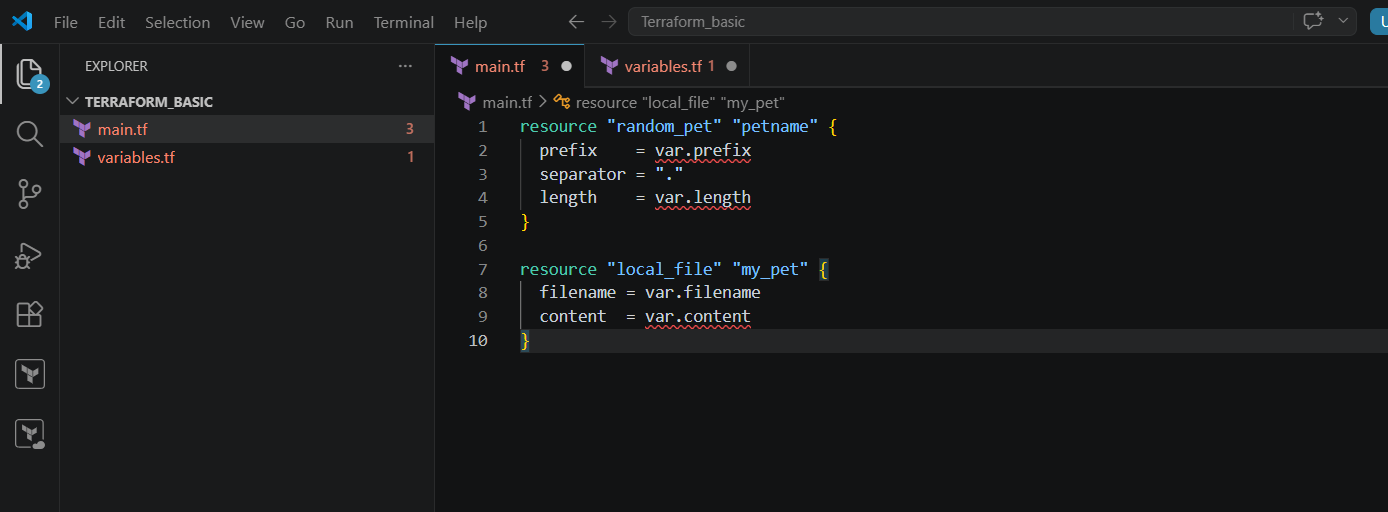 File Edit Selection View Go Run Terminal Help
Terraform_basic
EXPLORER
TERRAFORM_BASIC
main.tf 3
variables.tf 1
2
main.tf 3
variables.tf 1
main.tf > resource "local_file" "my_pet"
1 resource "random_pet" "petname" {
2 prefix = var.prefix
3 separator = "."
4 length = var.length
5 }
6
7 resource "local_file" "my_pet" {
8 filename = var.filename
9 content = var.content
10 }